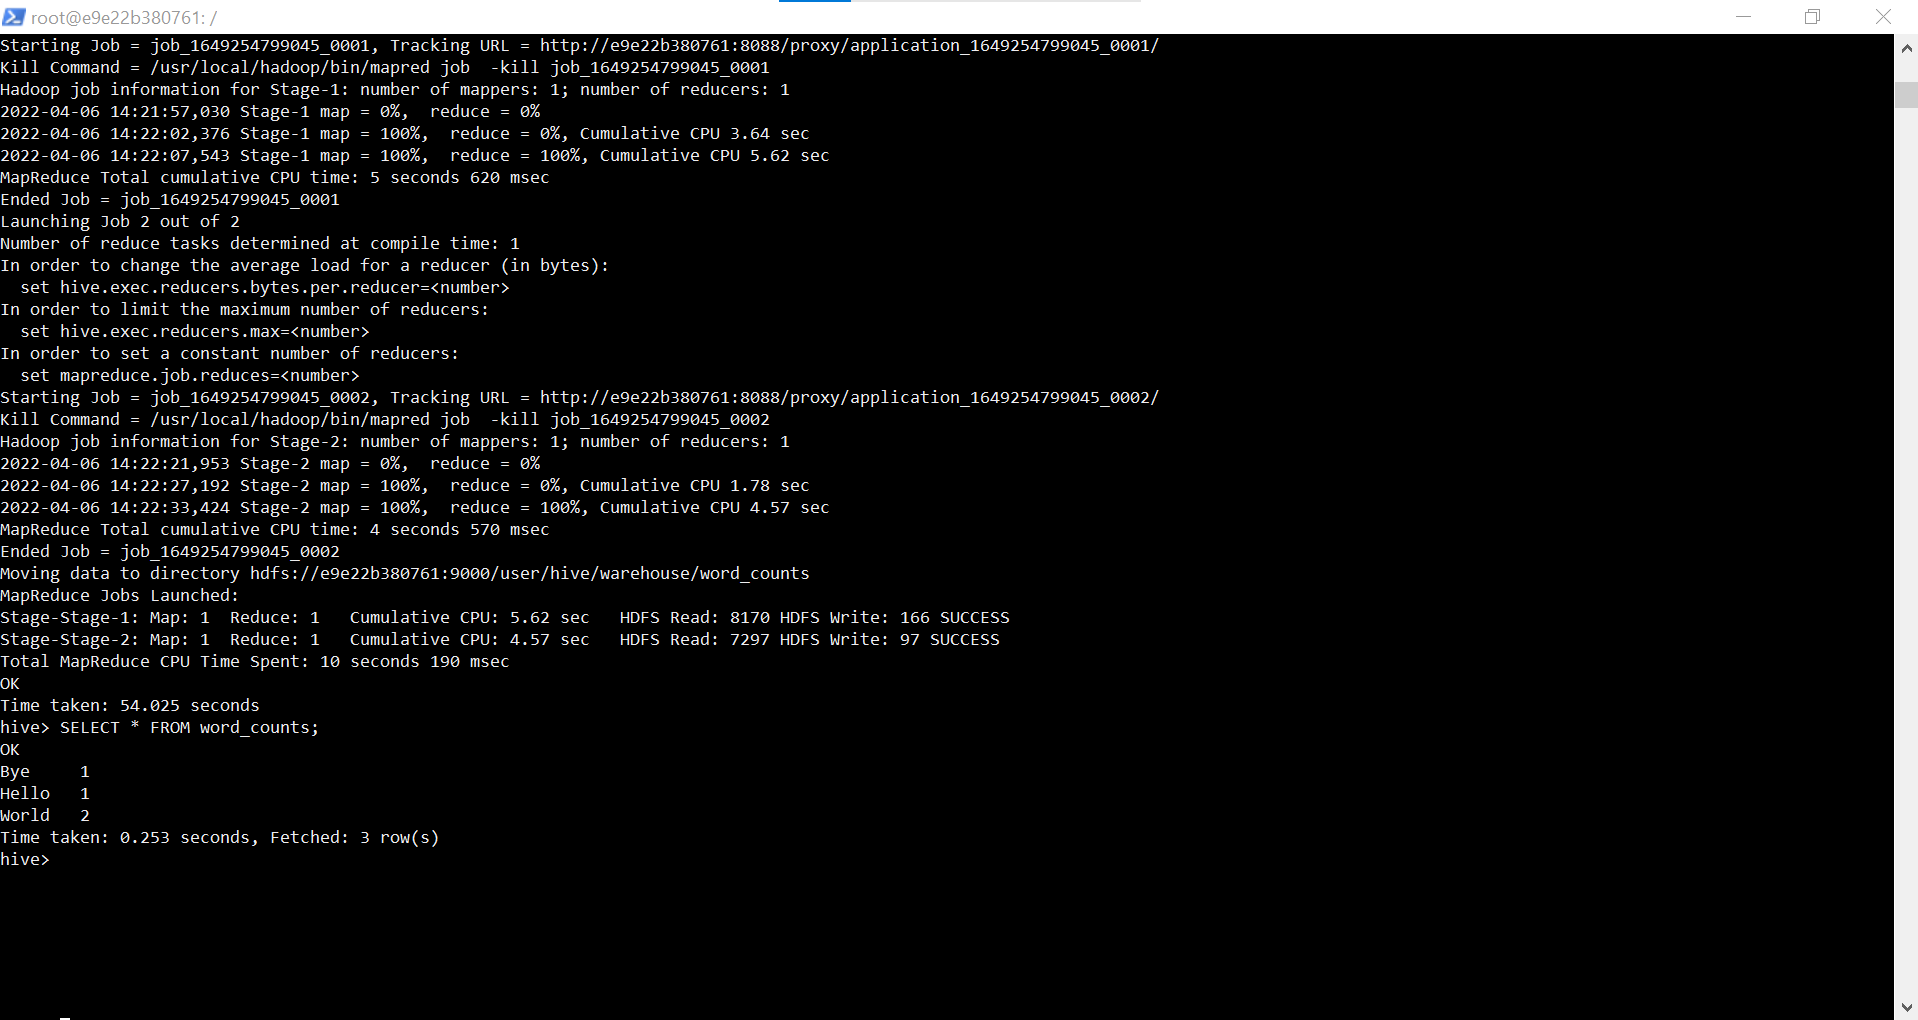 root@e9e22b380761: /
Starting Job = job_1649254799045_0001, Tracking URL = http://e9e22b380761:8088/proxy/application_1649254799045_0001/
Kill Command = /usr/local/hadoop/bin/mapred job  -kill job_1649254799045_0001
Hadoop job information for Stage-1: number of mappers: 1; number of reducers: 1
2022-04-06 14:21:57,030 Stage-1 map = 0%,  reduce = 0%
2022-04-06 14:22:02,376 Stage-1 map = 100%,  reduce = 0%, Cumulative CPU 3.64 sec
2022-04-06 14:22:07,543 Stage-1 map = 100%,  reduce = 100%, Cumulative CPU 5.62 sec
MapReduce Total cumulative CPU time: 5 seconds 620 msec
Ended Job = job_1649254799045_0001
Launching Job 2 out of 2
Number of reduce tasks determined at compile time: 1
In order to change the average load for a reducer (in bytes):
  set hive.exec.reducers.bytes.per.reducer=<number>
In order to limit the maximum number of reducers:
  set hive.exec.reducers.max=<number>
In order to set a constant number of reducers:
  set mapreduce.job.reduces=<number>
Starting Job = job_1649254799045_0002, Tracking URL = http://e9e22b380761:8088/proxy/application_1649254799045_0002/
Kill Command = /usr/local/hadoop/bin/mapred job  -kill job_1649254799045_0002
Hadoop job information for Stage-2: number of mappers: 1; number of reducers: 1
2022-04-06 14:22:21,953 Stage-2 map = 0%,  reduce = 0%
2022-04-06 14:22:27,192 Stage-2 map = 100%,  reduce = 0%, Cumulative CPU 1.78 sec
2022-04-06 14:22:33,424 Stage-2 map = 100%,  reduce = 100%, Cumulative CPU 4.57 sec
MapReduce Total cumulative CPU time: 4 seconds 570 msec
Ended Job = job_1649254799045_0002
Moving data to directory hdfs://e9e22b380761:9000/user/hive/warehouse/word_counts
MapReduce Jobs Launched:
Stage-Stage-1: Map: 1  Reduce: 1   Cumulative CPU: 5.62 sec   HDFS Read: 8170 HDFS Write: 166 SUCCESS
Stage-Stage-2: Map: 1  Reduce: 1   Cumulative CPU: 4.57 sec   HDFS Read: 7297 HDFS Write: 97 SUCCESS
Total MapReduce CPU Time Spent: 10 seconds 190 msec
OK
Time taken: 54.025 seconds
hive> SELECT * FROM word_counts;
OK
Bye     1
Hello   1
World   2
Time taken: 0.253 seconds, Fetched: 3 row(s)
hive>